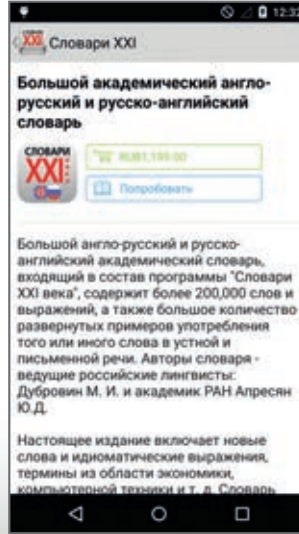 12:32
Словари XXI
Большой академический англо-
русский и русско-английский
словарь
СЛОВАРИ
XXI
RUB1,199.00
Попробовать
Большой англо-русский и русско-
английский академический словарь,
входящий в состав программы "Словари
XXI века", содержит более 200,000 слов и
выражений, а также большое количество
развернутых примеров употребления
того или иного слова в устной и
письменной речи. Авторы словаря -
ведущие российские лингвисты:
Дубровин М. И. и академик РАН Апресян
Ю.Д.
Настоящее издание включает новые
слова и идиоматические выражения,
термины из области экономики,
компьютерной техники и т. д. Словарь